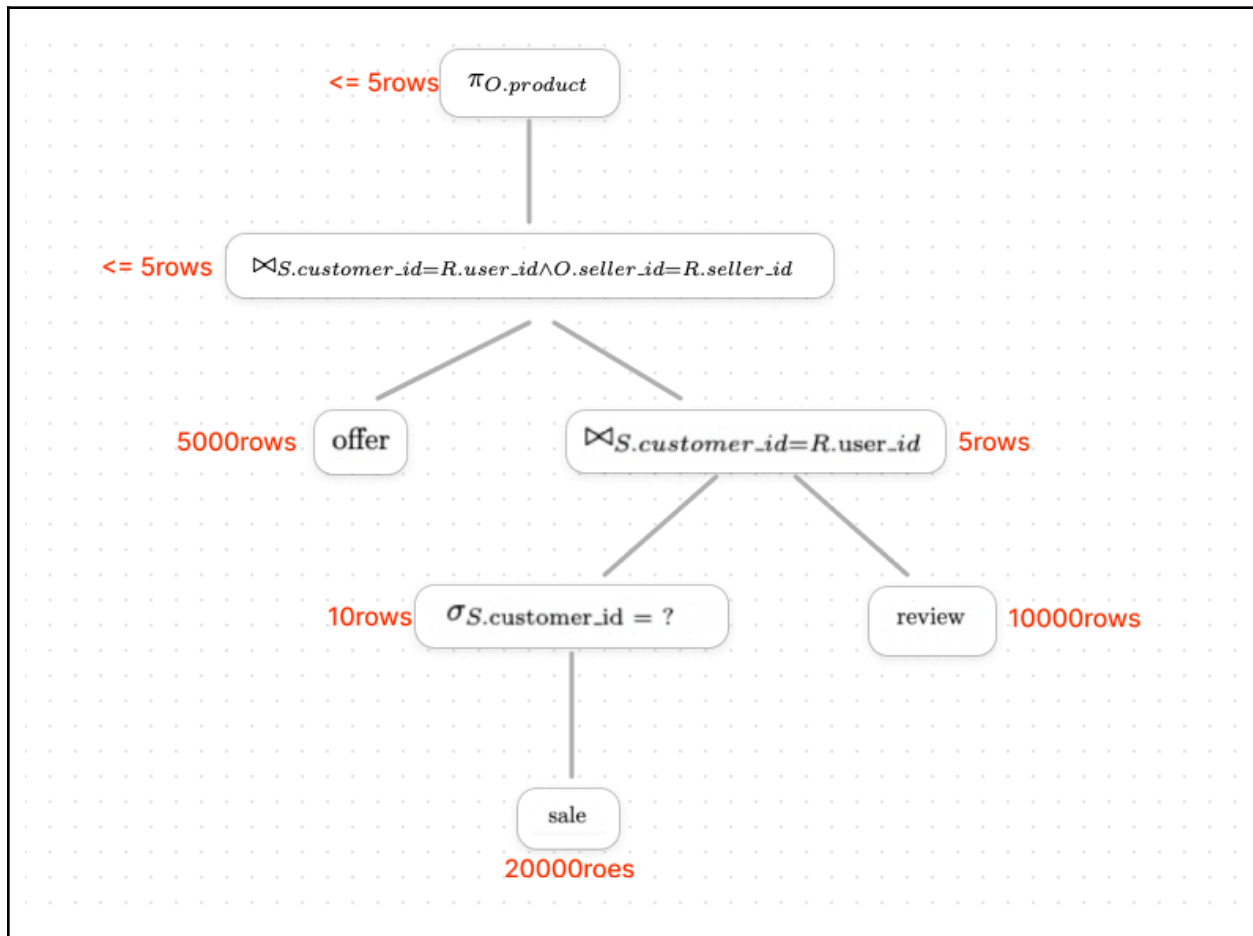 <= 5rows π O.product
<= 5rows ⋈ S.customer_id=R.user_id∧O.seller_id=R.seller_id
5000rows offer ⋈ S.customer_id=R.user_id 5rows
10rows σ S.customer_id = ? review 10000rows
sale
20000roes